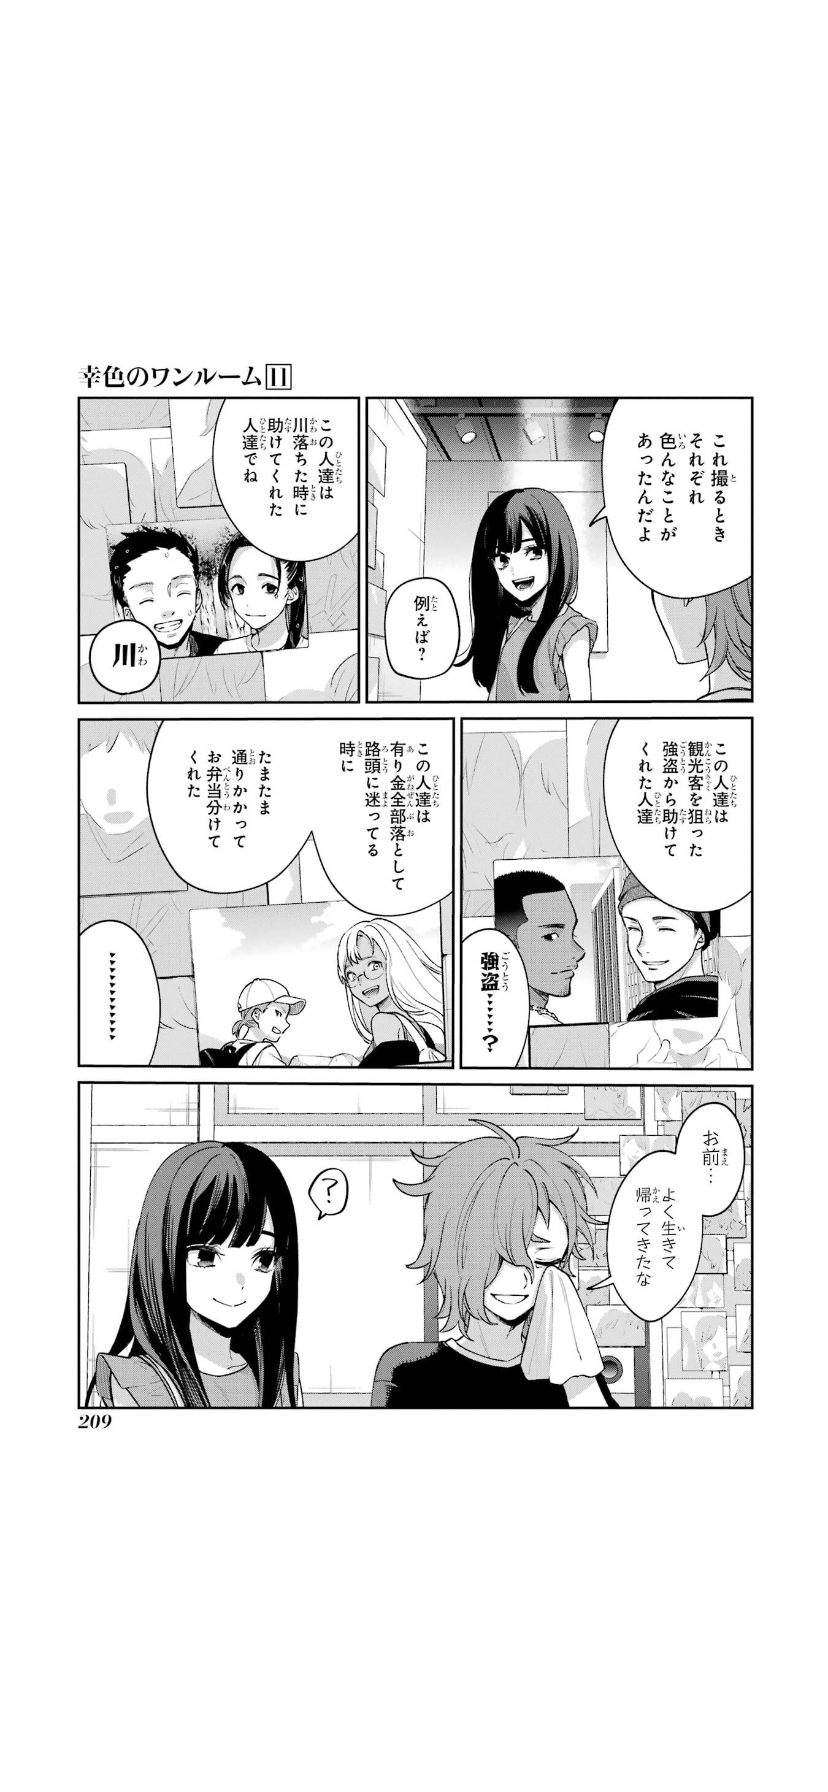 幸色のワンルーム11
これ撮るとき
それぞれ
色んなことが
あったんだよ
例えば?
この人達は
川落ちた時に
助けてくれた
人達でね
川
この人達は
観光客を狙った
強盗から助けて
くれた人達
強盗……?
この人達は
有り金全部落として
路頭に迷ってる
時に
たまたま
通りかかって
お弁当分けて
くれた
…………
お前…
よく生きて
帰ってきたな
?
209